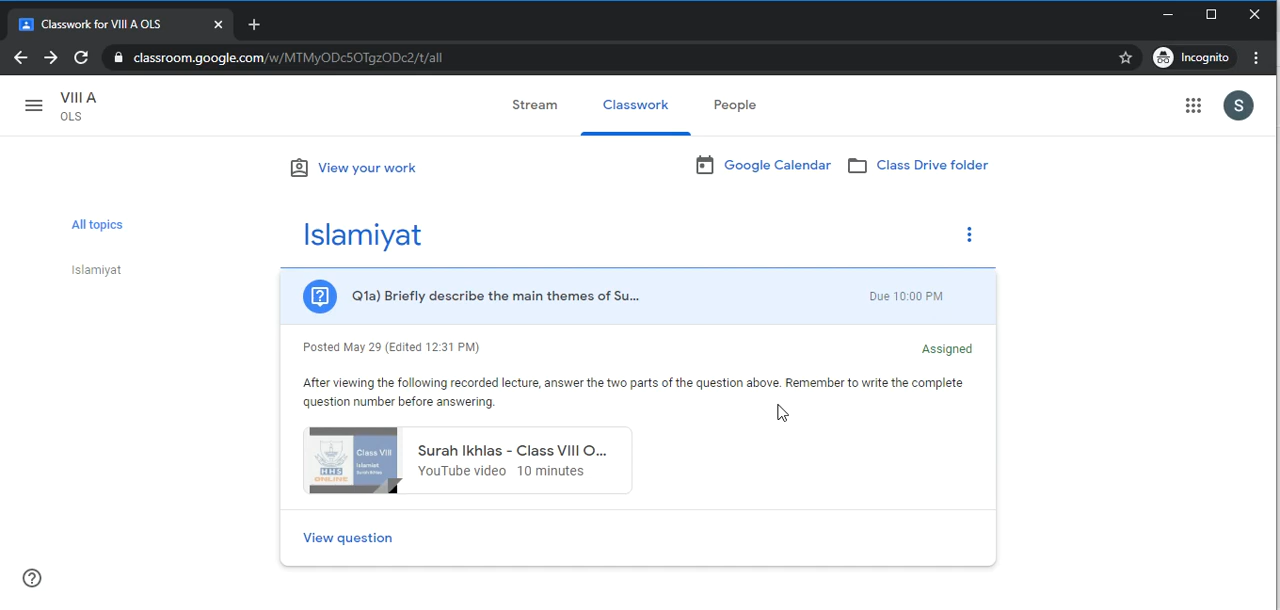 Classwork for VIII A OLS
classroom.google.com/w/MTMyODc5OTgzODc2/t/all
Incognito
VIII A
OLS
Stream
Classwork
People
S
View your work
Google Calendar
Class Drive folder
All topics
Islamiyat
Islamiyat
Q1a) Briefly describe the main themes of Su...
Due 10:00 PM
Posted May 29 (Edited 12:31 PM)
Assigned
After viewing the following recorded lecture, answer the two parts of the question above. Remember to write the complete
question number before answering.
Class VIII
Islamiat
Surah Ikhlas
HHS
ONLINE
Surah Ikhlas - Class VIII O...
YouTube video 10 minutes
View question